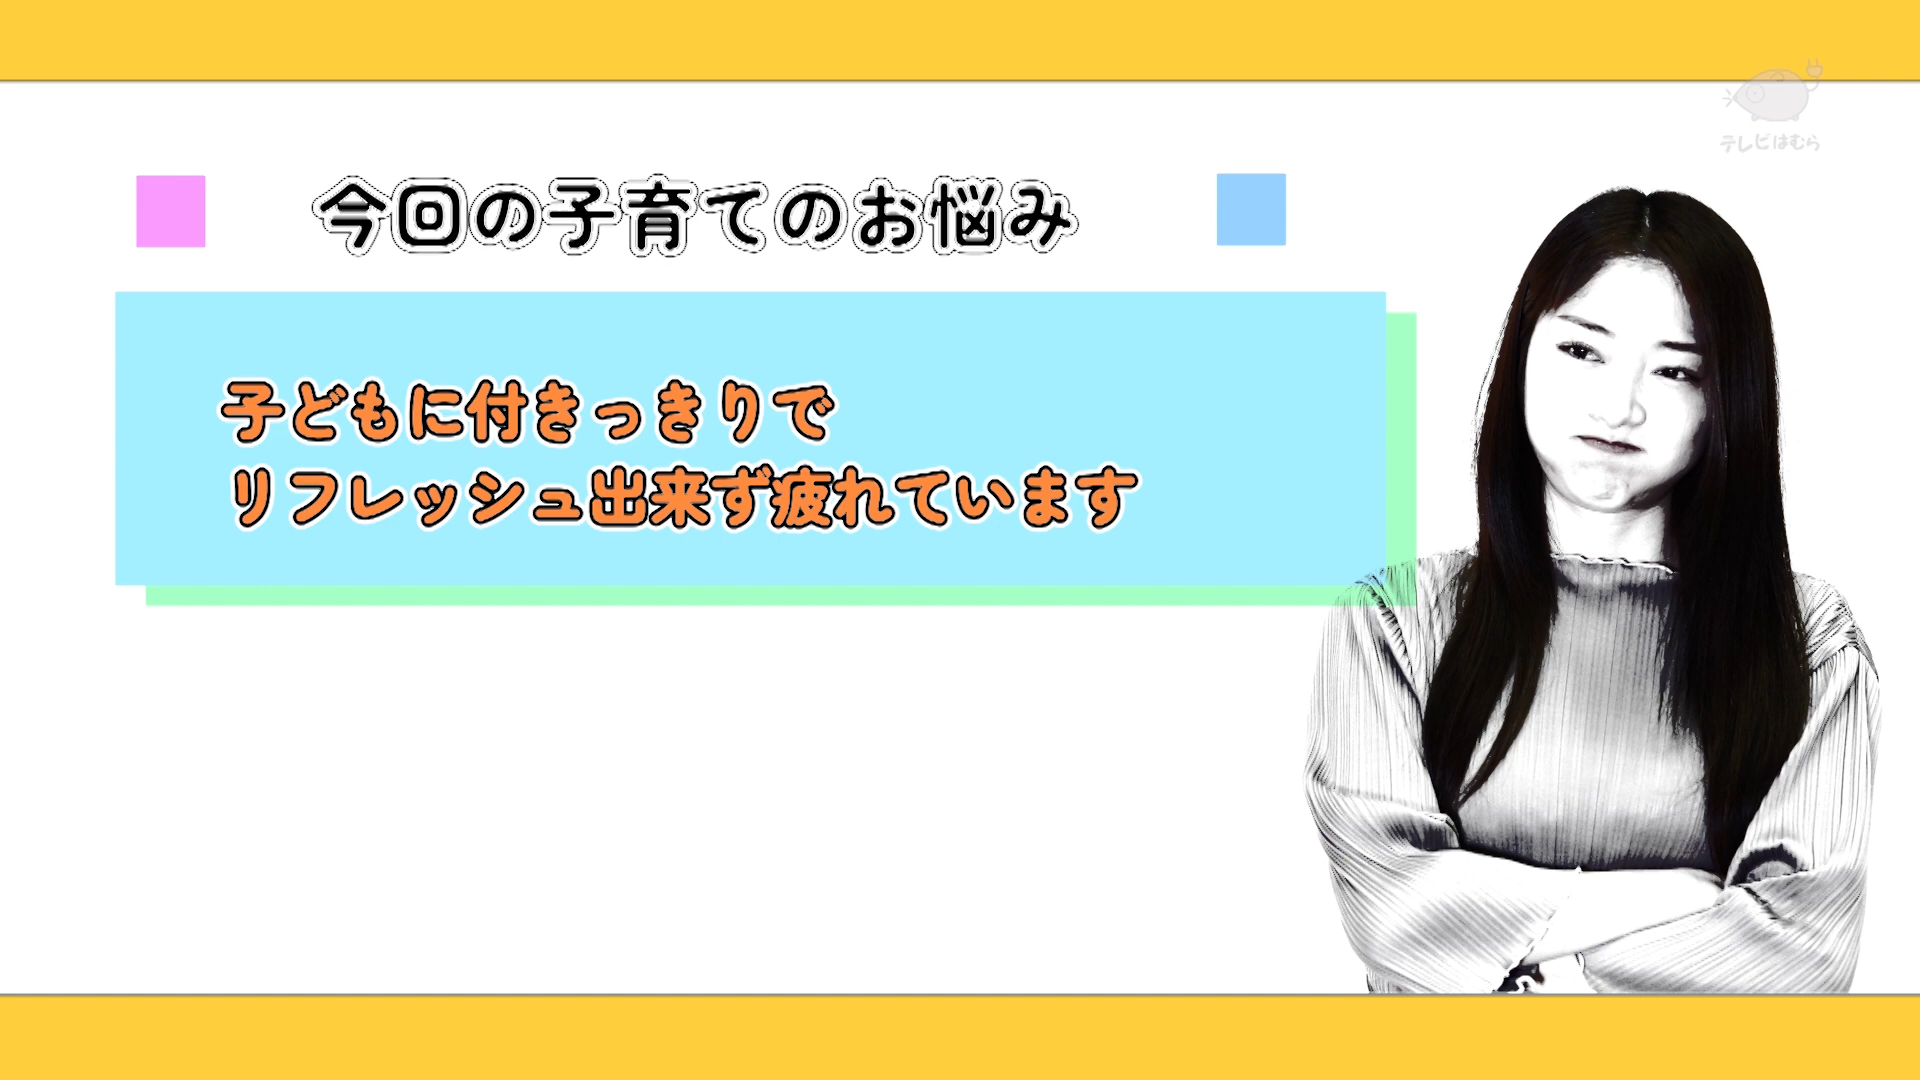 テレビはむら
今回の子育てのお悩み
子どもに付きっきりで
リフレッシュ出来ず疲れています